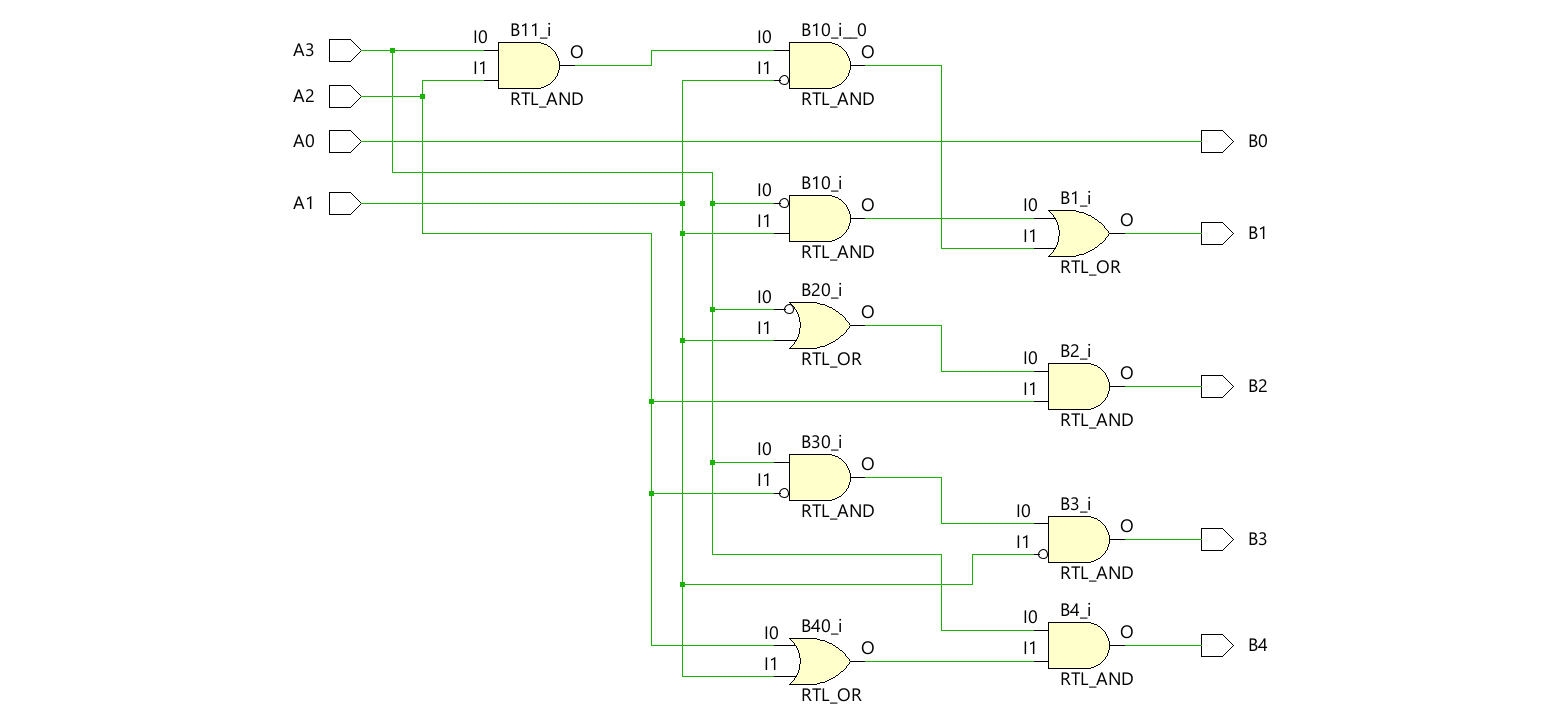 B11_i
B10_i__0
A3
I0
O
I0
O
I1
I1
A2
RTL_AND
RTL_AND
A0
B0
B10_i
I0
B1_i
A1
O
I0
O
I1
I1
B1
RTL_AND
RTL_OR
B20_i
I0
O
I1
B2_i
RTL_OR
I0
O
I1
B2
RTL_AND
B30_i
I0
O
I1
B3_i
RTL_AND
I0
O
I1
B3
RTL_AND
B4_i
B40_i
I0
I0
O
O
I1
B4
I1
RTL_AND
RTL_OR